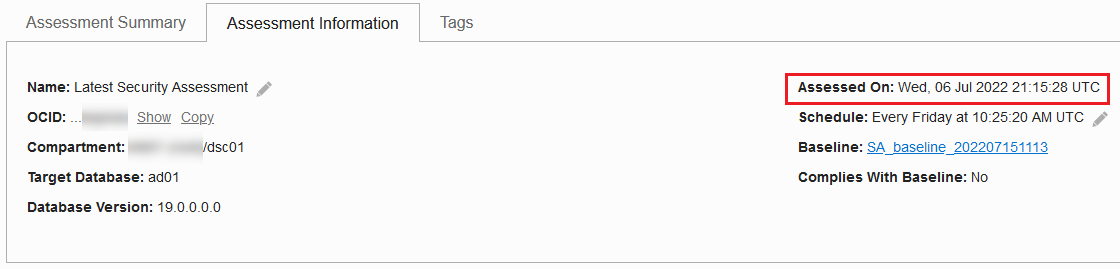 Assessment Summary
Assessment Information
Tags
Name: Latest Security Assessment
OCID: ... Show Copy
Compartment: /dsc01
Target Database: ad01
Database Version: 19.0.0.0.0
Assessed On: Wed, 06 Jul 2022 21:15:28 UTC
Schedule: Every Friday at 10:25:20 AM UTC
Baseline: SA_baseline_202207151113
Complies With Baseline: No